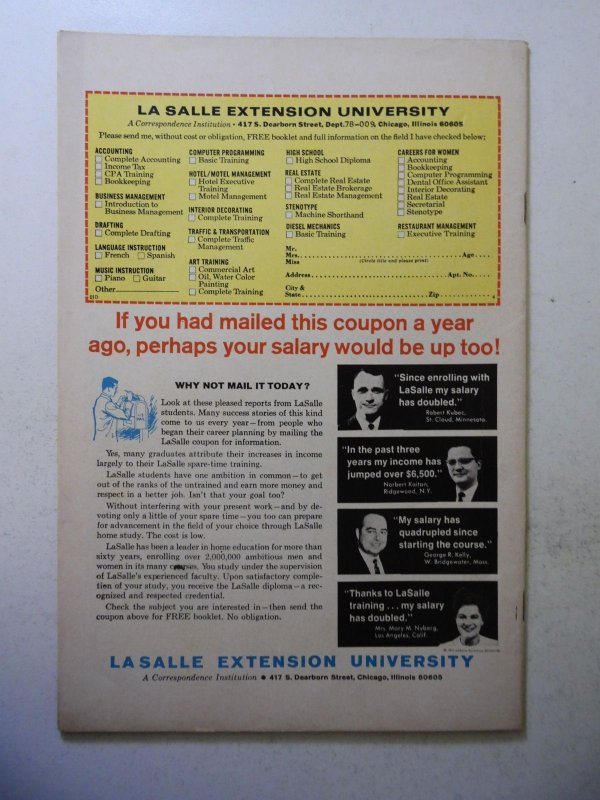 LA SALLE EXTENSION UNIVERSITY
A Correspondence Institution • 417 S. Dearborn Street, Dept. 78-009, Chicago, Illinois 60605
Please send me, without cost or obligation, FREE booklet and full information on the field I have checked below:
ACCOUNTING
Complete Accounting
Income Tax
CPA Training
Bookkeeping
BUSINESS MANAGEMENT
Introduction to
Business Management
DRAFTING
Complete Drafting
LANGUAGE INSTRUCTION
French Spanish
MUSIC INSTRUCTION
Piano Guitar
Other
210
COMPUTER PROGRAMMING
Basic Training
HOTEL/MOTEL MANAGEMENT
Hotel Executive
Training
Motel Management
INTERIOR DECORATING
Complete Training
TRAFFIC & TRANSPORTATION
Complete Traffic
Management
ART TRAINING
Commercial Art
Oil, Water Color
Painting
Complete Training
HIGH SCHOOL
High School Diploma
REAL ESTATE
Complete Real Estate
Real Estate Brokerage
Real Estate Management
STENOTYPE
Machine Shorthand
DIESEL MECHANICS
Basic Training
CAREERS FOR WOMEN
Accounting
Bookkeeping
Computer Programming
Dental Office Assistant
Interior Decorating
Real Estate
Secretarial
Stenotype
RESTAURANT MANAGEMENT
Executive Training
Mr.
Mrs. Age
Miss (Circle title and please print)
Address Apt. No.
City &
State Zip
4
If you had mailed this coupon a year
ago, perhaps your salary would be up too!
WHY NOT MAIL IT TODAY?
Look at these pleased reports from LaSalle
students. Many success stories of this kind
come to us every year—from people who
began their career planning by mailing the
LaSalle coupon for information.
Yes, many graduates attribute their increases in income
largely to their LaSalle spare-time training.
LaSalle students have one ambition in common—to get
out of the ranks of the untrained and earn more money and
respect in a better job. Isn't that your goal too?
Without interfering with your present work—and by de-
voting only a little of your spare time—you too can prepare
for advancement in the field of your choice through LaSalle
home study. The cost is low.
LaSalle has been a leader in home education for more than
sixty years, enrolling over 2,000,000 ambitious men and
women in its many courses. You study under the supervision
of LaSalle's experienced faculty. Upon satisfactory comple-
tion of your study, you receive the LaSalle diploma—a rec-
ognized and respected credential.
Check the subject you are interested in—then send the
coupon above for FREE booklet. No obligation.
"Since enrolling with
LaSalle my salary
has doubled."
Robert Kubec,
St. Cloud, Minnesota.
"In the past three
years my income has
jumped over $6,500."
Norbert Kaitan,
Ridgewood, N.Y.
"My salary has
quadrupled since
starting the course."
George R. Kelly,
W. Bridgewater, Mass.
"Thanks to LaSalle
training . . . my salary
has doubled."
Mrs. Mary M. Nyberg,
Los Angeles, Calif.
LA SALLE EXTENSION UNIVERSITY
A Correspondence Institution • 417 S. Dearborn Street, Chicago, Illinois 60605